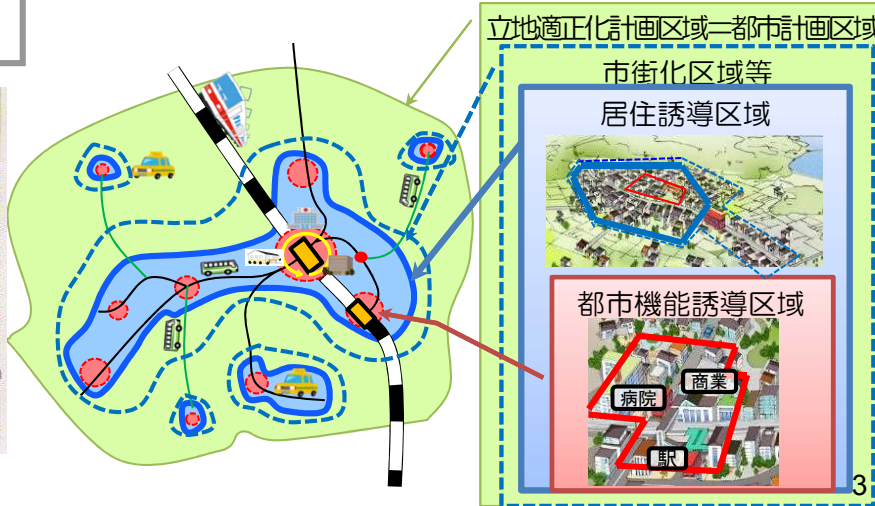 立地適正化計画区域＝都市計画区域
市街化区域等
居住誘導区域
都市機能誘導区域
商業
病院
駅
3